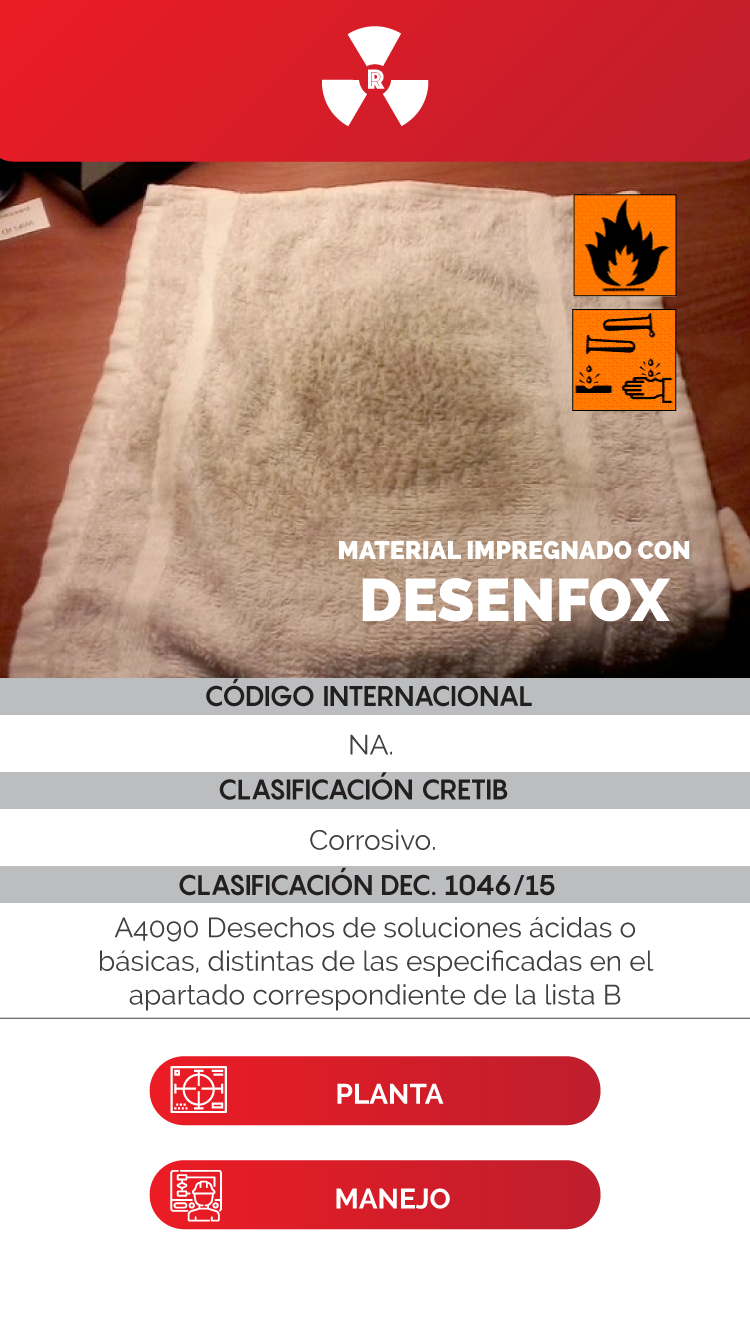 R
MATERIAL IMPREGNADO CON
DESENFOX
CÓDIGO INTERNACIONAL
NA.
CLASIFICACIÓN CRETIB
Corrosivo.
CLASIFICACIÓN DEC. 1046/15
A4090 Desechos de soluciones ácidas o
básicas, distintas de las especificadas en el
apartado correspondiente de la lista B
PLANTA
MANEJO